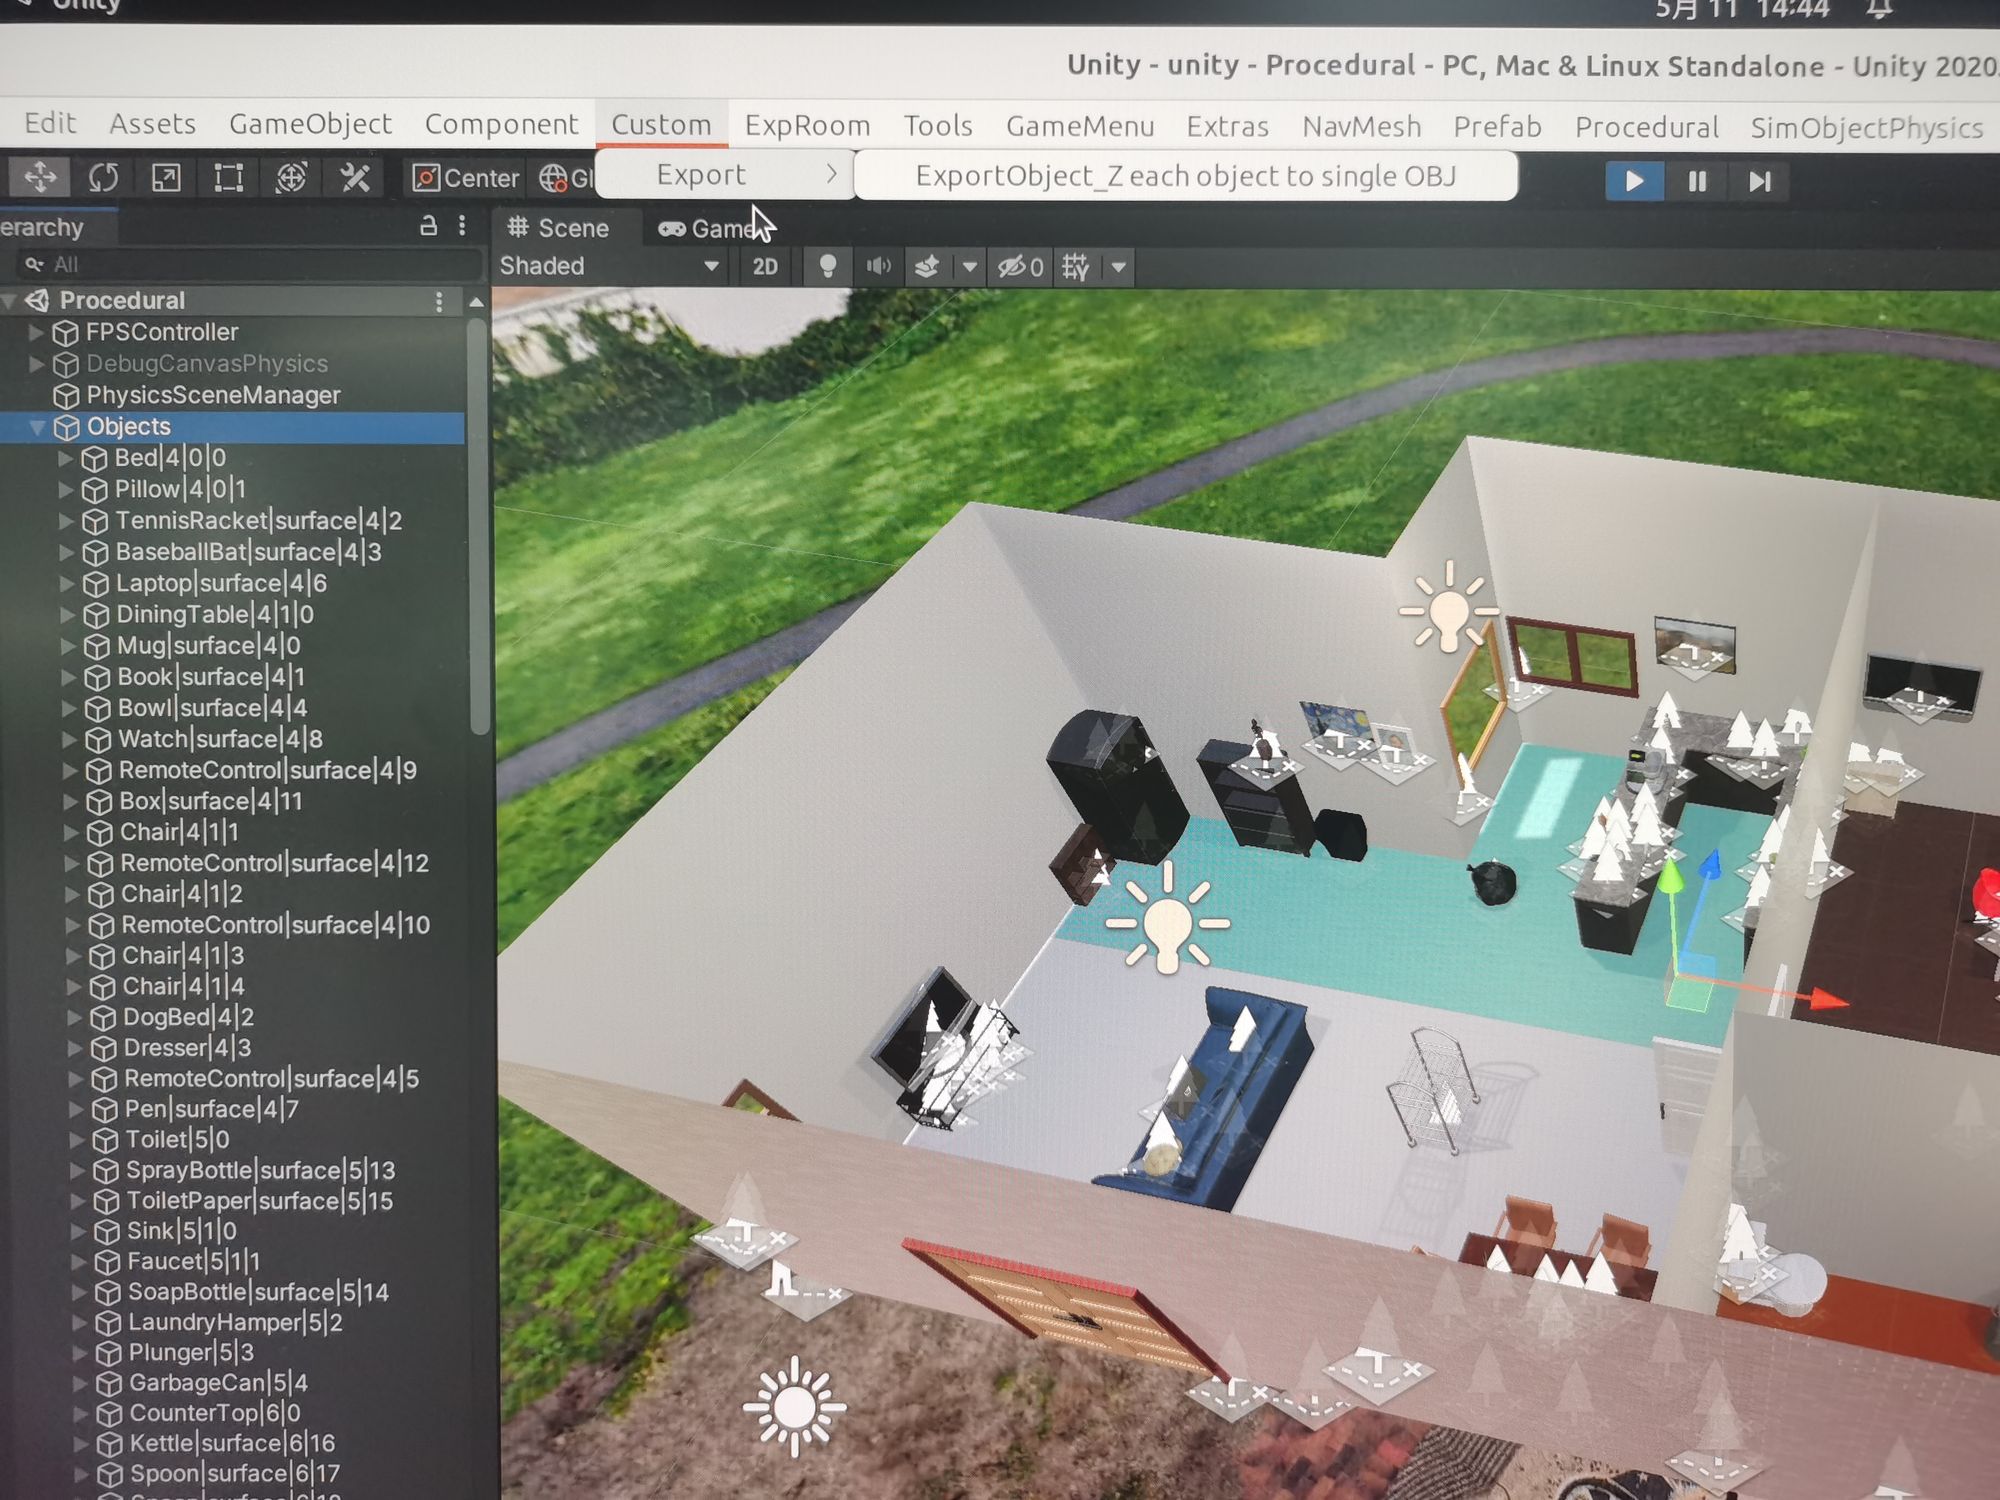 Unity
5月 11 14:44
Unity - unity - Procedural - PC, Mac & Linux Standalone - Unity 2020.
Edit Assets GameObject Component Custom ExpRoom Tools GameMenu Extras NavMesh Prefab Procedural SimObjectPhysics
Center Gl Export ExportObject_Z each object to single OBJ
erarchy
Scene Game
All
Shaded 2D 0
Procedural
FPSController
DebugCanvasPhysics
PhysicsSceneManager
Objects
Bed|4|0|0
Pillow|4|0|1
TennisRacket|surface|4|2
BaseballBat|surface|4|3
Laptop|surface|4|6
DiningTable|4|1|0
Mug|surface|4|0
Book|surface|4|1
Bowl|surface|4|4
Watch|surface|4|8
RemoteControl|surface|4|9
Box|surface|4|11
Chair|4|1|1
RemoteControl|surface|4|12
Chair|4|1|2
RemoteControl|surface|4|10
Chair|4|1|3
Chair|4|1|4
DogBed|4|2
Dresser|4|3
RemoteControl|surface|4|5
Pen|surface|4|7
Toilet|5|0
SprayBottle|surface|5|13
ToiletPaper|surface|5|15
Sink|5|1|0
Faucet|5|1|1
SoapBottle|surface|5|14
LaundryHamper|5|2
Plunger|5|3
GarbageCan|5|4
CounterTop|6|0
Kettle|surface|6|16
Spoon|surface|6|17